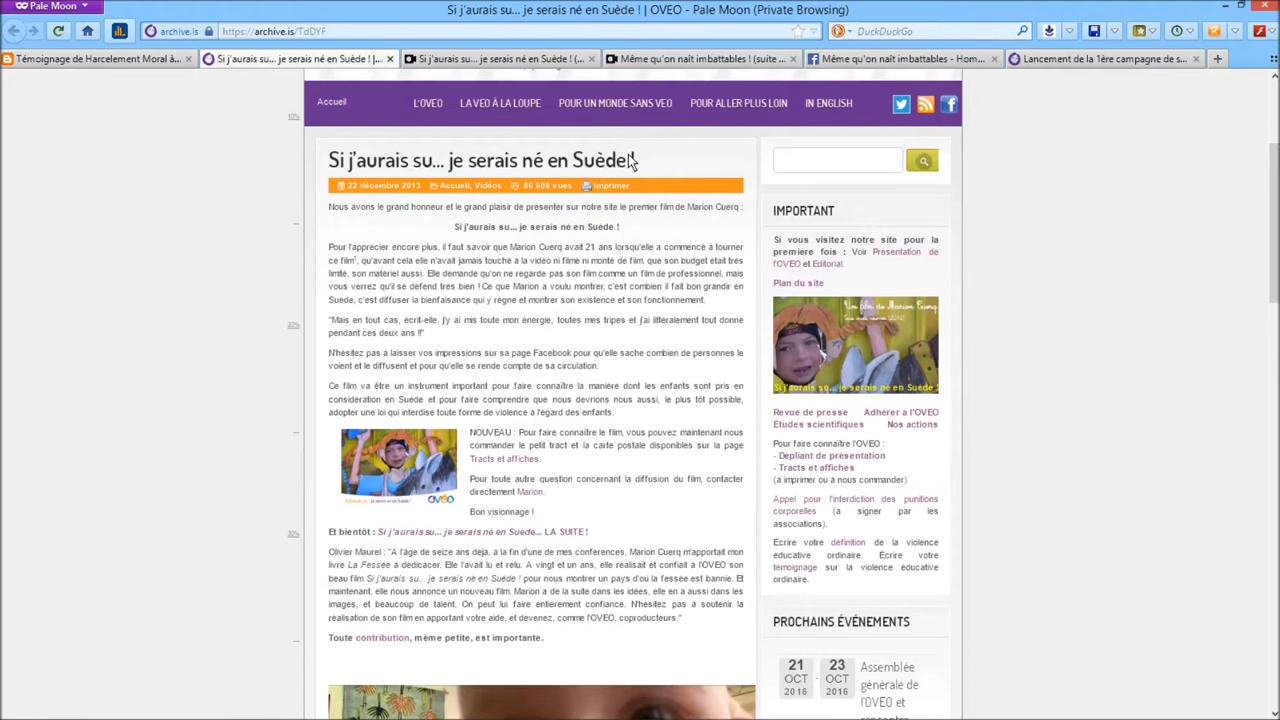 Pale Moon
Si j'aurais su... je serais né en Suède ! | OVEO - Pale Moon (Private Browsing)
archive.is
https://archive.is/TdDYF
DuckDuckGo
Témoignage de Harcelement Moral à...
Si j'aurais su... je serais né en Suède ! |...
Si j'aurais su... je serais né en Suède ! (...
Même qu'on naît imbattables ! (suite ...
Même qu'on naît imbattables - Hom...
Lancement de la 1ère campagne de s...
Accueil
L'OVEO
LA VEO À LA LOUPE
POUR UN MONDE SANS VEO
POUR ALLER PLUS LOIN
IN ENGLISH
10%
20%
30%
Si j'aurais su... je serais né en Suède !
22 décembre 2013 Accueil, Vidéos 86 608 vues Imprimer
Nous avons le grand honneur et le grand plaisir de présenter sur notre site le premier film de Marion Cuerq :
Si j'aurais su... je serais né en Suède !
Pour l'apprécier encore plus, il faut savoir que Marion Cuerq avait 21 ans lorsqu'elle a commencé à tourner
ce film1, qu'avant cela elle n'avait jamais touché à la vidéo ni filmé ni monté de film, que son budget était très
limité, son matériel aussi. Elle demande qu'on ne regarde pas son film comme un film de professionnel, mais
vous verrez qu'il se défend très bien ! Ce que Marion a voulu montrer, c'est combien il fait bon grandir en
Suède, c'est diffuser la bienfaisance qui y règne et montrer son existence et son fonctionnement.
"Mais en tout cas, écrit-elle, j'y ai mis toute mon énergie, toutes mes tripes et j'ai littéralement tout donné
pendant ces deux ans !!"
N'hésitez pas à laisser vos impressions sur sa page Facebook pour qu'elle sache combien de personnes le
voient et le diffusent et pour qu'elle se rende compte de sa circulation.
Ce film va être un instrument important pour faire connaître la manière dont les enfants sont pris en
considération en Suède et pour faire comprendre que nous devrions nous aussi, le plus tôt possible,
adopter une loi qui interdise toute forme de violence à l'égard des enfants.
NOUVEAU : Pour faire connaître le film, vous pouvez maintenant nous
commander le petit tract et la carte postale disponibles sur la page
Tracts et affiches.
Pour toute autre question concernant la diffusion du film, contacter
directement Marion.
Bon visionnage !
OVEO
Et bientôt : Si j'aurais su... je serais né en Suède... LA SUITE !
Olivier Maurel : "A l'âge de seize ans déjà, à la fin d'une de mes conférences, Marion Cuerq m'apportait mon
livre La Fessée à dédicacer. Elle l'avait lu et relu. A vingt et un ans, elle réalisait et confiait à l'OVEO son
beau film Si j'aurais su... je serais né en Suède ! pour nous montrer un pays d'où la fessée est bannie. Et
maintenant, elle nous annonce un nouveau film. Marion a de la suite dans les idées, elle en a aussi dans les
images, et beaucoup de talent. On peut lui faire entièrement confiance. N'hésitez pas à soutenir la
réalisation de son film en apportant votre aide, et devenez, comme l'OVEO, coproducteurs."
Toute contribution, même petite, est importante.
IMPORTANT
Si vous visitez notre site pour la
première fois : Voir Présentation de
l'OVEO et Editorial.
Plan du site
Un film de Marion Cuerq
Si j'aurais su... je serais né en Suède !
Revue de presse Adhérer à l'OVEO
Études scientifiques Nos actions
Pour faire connaître l'OVEO :
- Dépliant de présentation
- Tracts et affiches
(à imprimer ou à nous commander)
Appel pour l'interdiction des punitions
corporelles (à signer par les
associations).
Écrire votre définition de la violence
éducative ordinaire. Écrire votre
témoignage sur la violence éducative
ordinaire.
PROCHAINS ÉVÉNEMENTS
21 OCT 2016 - 23 OCT 2016
Assemblée
générale de
l'OVEO et
rencontre